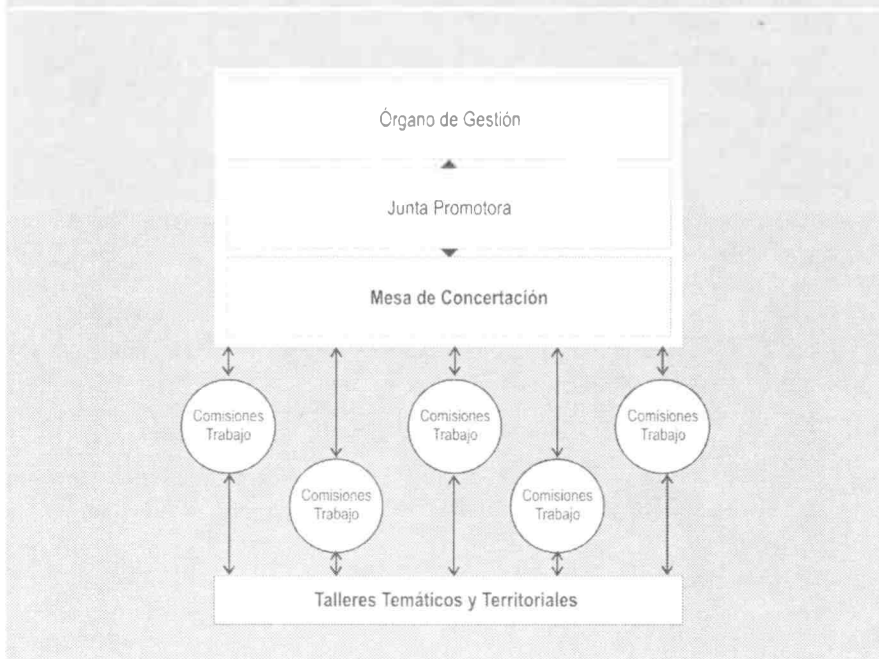 Órgano de Gestión
Junta Promotora
Mesa de Concertación
Comisiones
Trabajo
Comisiones
Trabajo
Comisiones
Trabajo
Comisiones
Trabajo
Comisiones
Trabajo
Talleres Temáticos y Territoriales